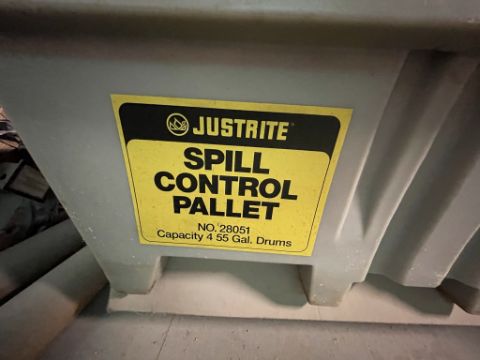 JUSTRITE
SPILL
CONTROL
PALLET
NO. 28051
Capacity 4 55 Gal. Drums